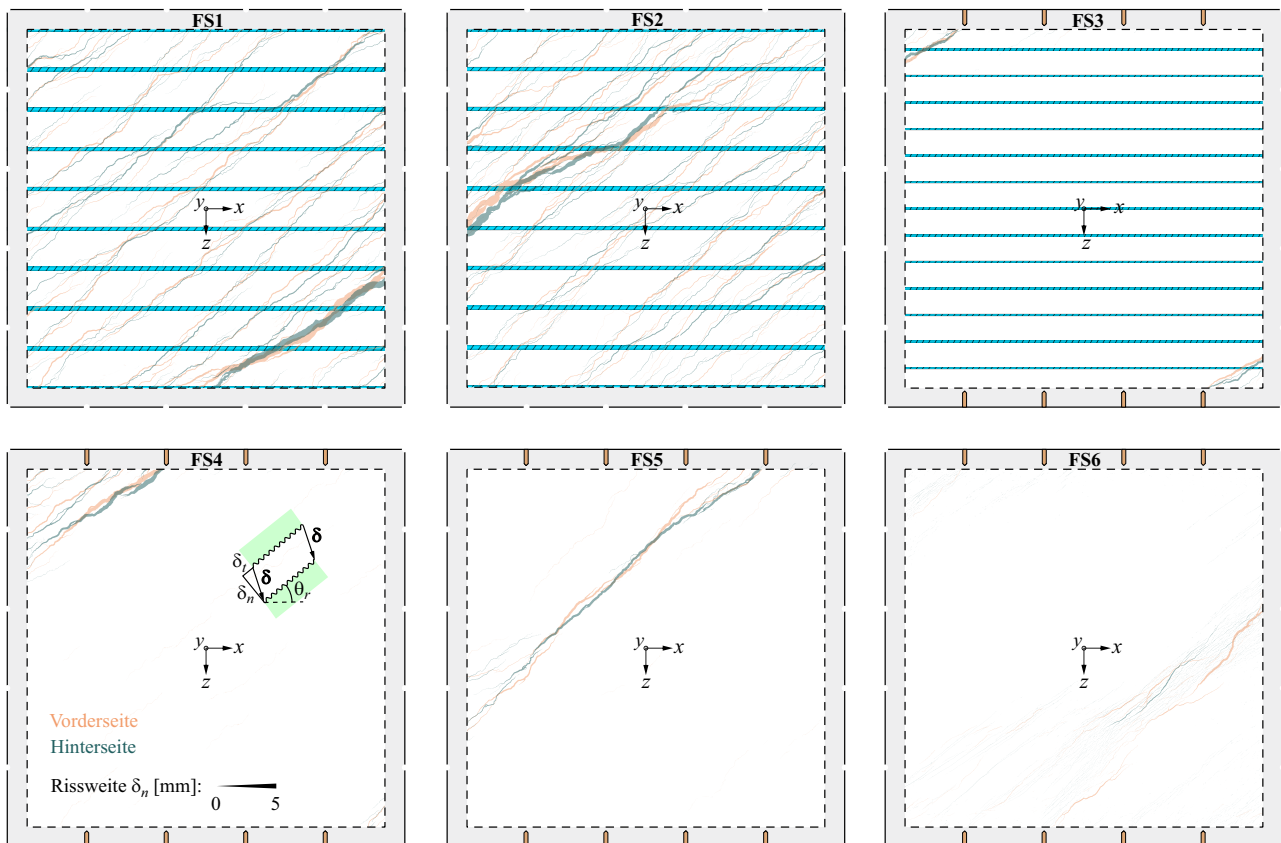 FS1
FS2
FS3
y
x
z
y
x
z
y
x
z
FS4
FS5
FS6
δ
δt
δ
δn
θr
y
x
z
y
x
z
y
x
z
Vorderseite
Hinterseite
Rissweite δn [mm]:
0
5